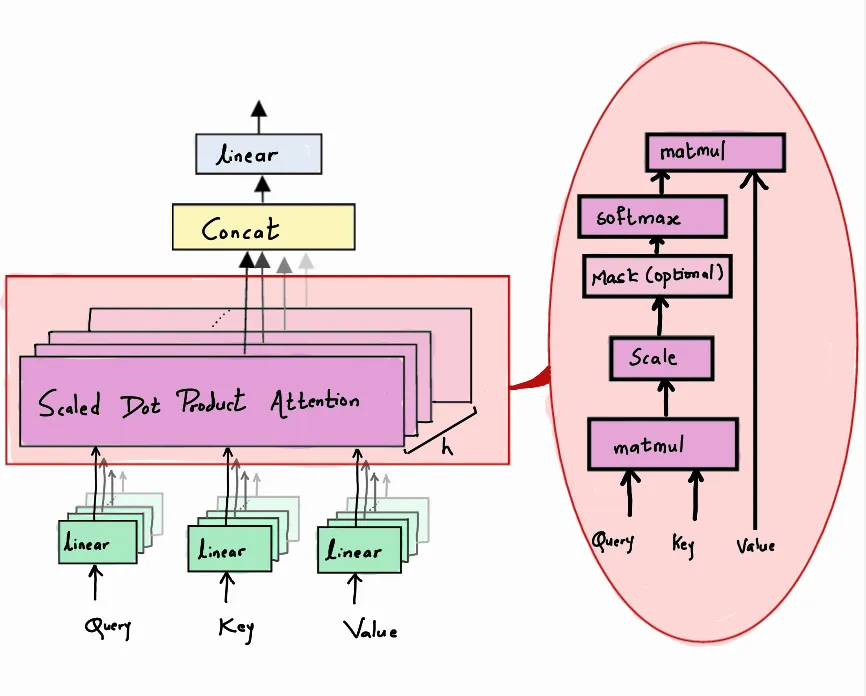 linear
Concat
Scaled Dot Product Attention
h
linear
linear
linear
Query
Key
Value
matmul
softmax
Mask (optional)
Scale
matmul
Query
Key
Value